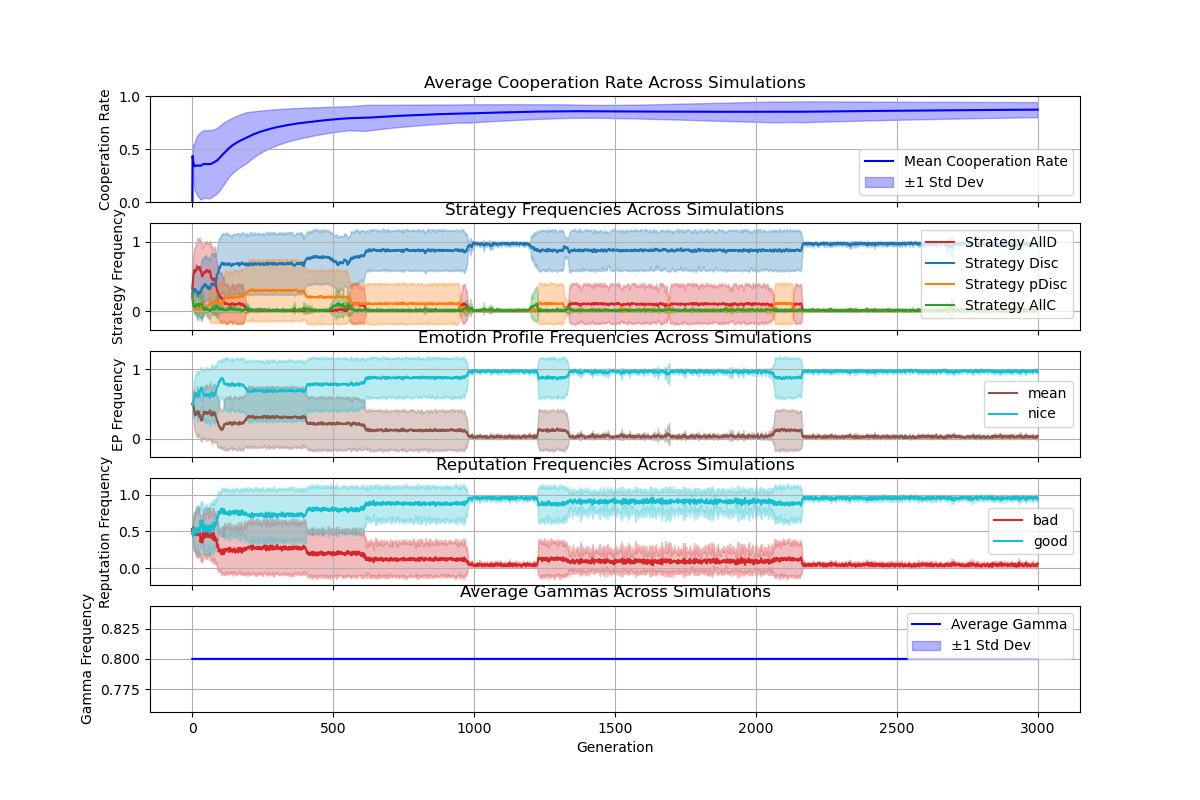 Average Cooperation Rate Across Simulations
Cooperation Rate
1.0
0.5
0.0
Mean Cooperation Rate
±1 Std Dev
Strategy Frequencies Across Simulations
Strategy Frequency
1
0
Strategy AllD
Strategy Disc
Strategy pDisc
Strategy AllC
Emotion Profile Frequencies Across Simulations
EP Frequency
1
0
mean
nice
Reputation Frequencies Across Simulations
Reputation Frequency
1.0
0.5
0.0
bad
good
Average Gammas Across Simulations
Gamma Frequency
0.825
0.800
0.775
Average Gamma
±1 Std Dev
0 500 1000 1500 2000 2500 3000
Generation